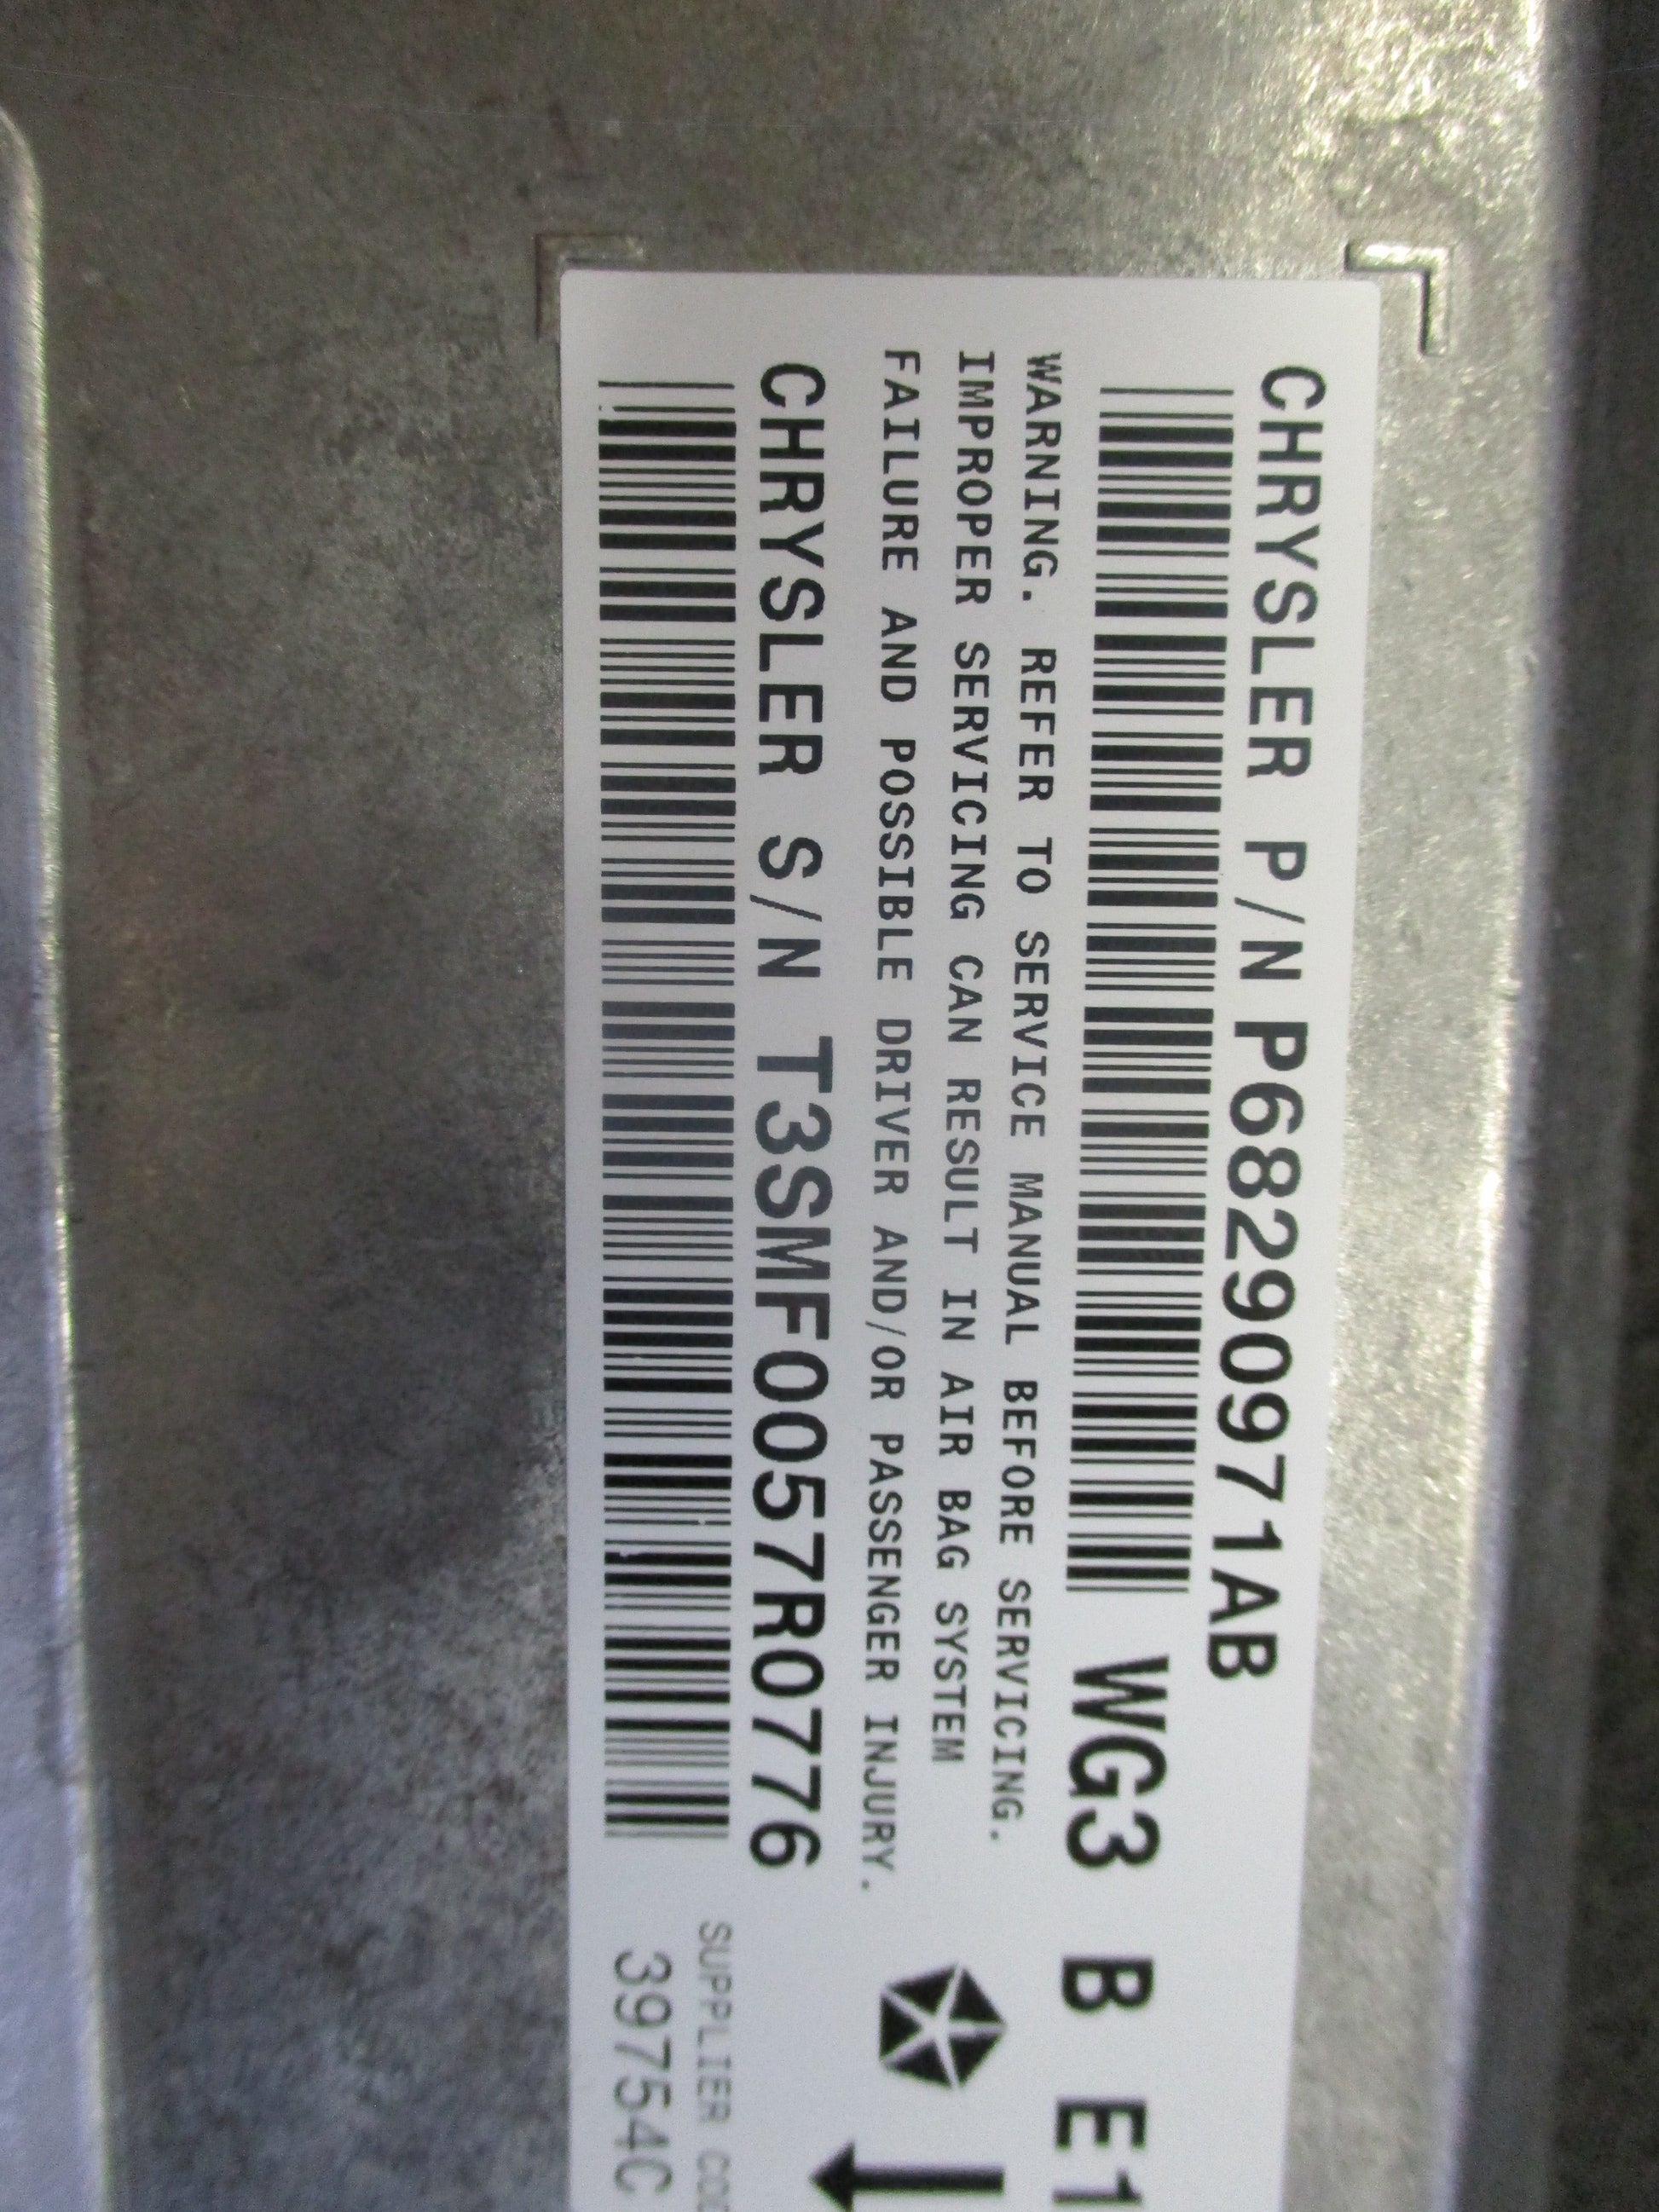 CHRYSLER P/N P68290971AB
WG3 B E1
WARNING. REFER TO SERVICE MANUAL BEFORE SERVICING.
IMPROPER SERVICING CAN RESULT IN AIR BAG SYSTEM
FAILURE AND POSSIBLE DRIVER AND/OR PASSENGER INJURY.
CHRYSLER S/N T3SMF0057R0776
SUPPLIER
39754C